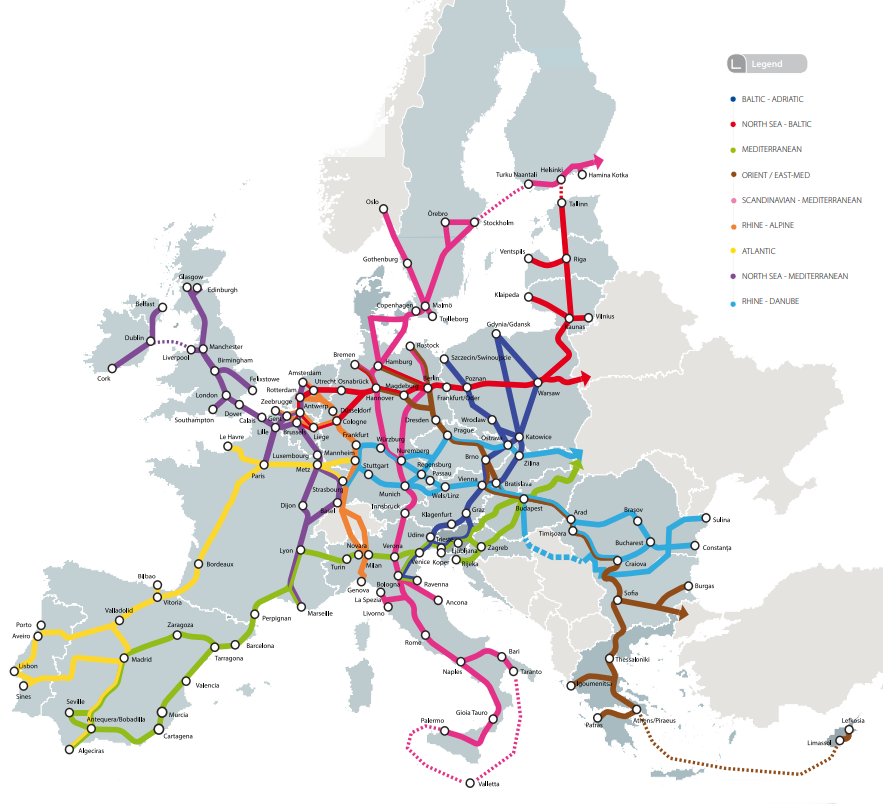 Legend
BALTIC - ADRIATIC
NORTH SEA - BALTIC
MEDITERRANEAN
ORIENT / EAST-MED
SCANDINAVIAN - MEDITERRANEAN
RHINE - ALPINE
ATLANTIC
NORTH SEA - MEDITERRANEAN
RHINE - DANUBE
Helsinki
Turku Naantali
Hamina Kotka
Oslo
Örebro
Stockholm
Tallinn
Ventspils
Riga
Gothenburg
Glasgow
Edinburgh
Klaipeda
Belfast
Copenhagen
Malmö
Trelleborg
Kaunas
Vilnius
Gdynia/Gdansk
Dublin
Liverpool
Manchester
Rostock
Bremen
Szczecin/Swinoujscie
Birmingham
Hamburg
Cork
Felixstowe
Amsterdam
Utrecht
Osnabrück
Magdeburg
Berlin
Poznan
Warsaw
London
Rotterdam
Hannover
Frankfurt/Oder
Zeebrugge
Antwerp
Düsseldorf
Southampton
Dover
Calais
Gent
Cologne
Dresden
Wroclaw
Lille
Brussels
Liège
Prague
Ostrava
Katowice
Le Havre
Frankfurt
Würzburg
Luxembourg
Mannheim
Nuremberg
Brno
Zilina
Paris
Metz
Stuttgart
Regensburg
Passau
Strasbourg
Munich
Wels/Linz
Vienna
Bratislava
Dijon
Basel
Innsbruck
Graz
Budapest
Klagenfurt
Arad
Brasov
Sulina
Udine
Trieste
Timişoara
Lyon
Novara
Verona
Venice
Koper
Ljubljana
Zagreb
Bucharest
Constanța
Turin
Milan
Rijeka
Craiova
Bordeaux
Bilbao
Genova
Bologna
Ravenna
Burgas
Vitoria
La Spezia
Ancona
Sofia
Valladolid
Marseille
Livorno
Porto
Perpignan
Aveiro
Zaragoza
Rome
Barcelona
Madrid
Tarragona
Bari
Thessaloniki
Lisbon
Naples
Taranto
Valencia
Igoumenitsa
Sines
Seville
Murcia
Gioia Tauro
Antequera/Bobadilla
Palermo
Patras
Athens/Piraeus
Lefkosia
Cartagena
Limassol
Algeciras
Valletta